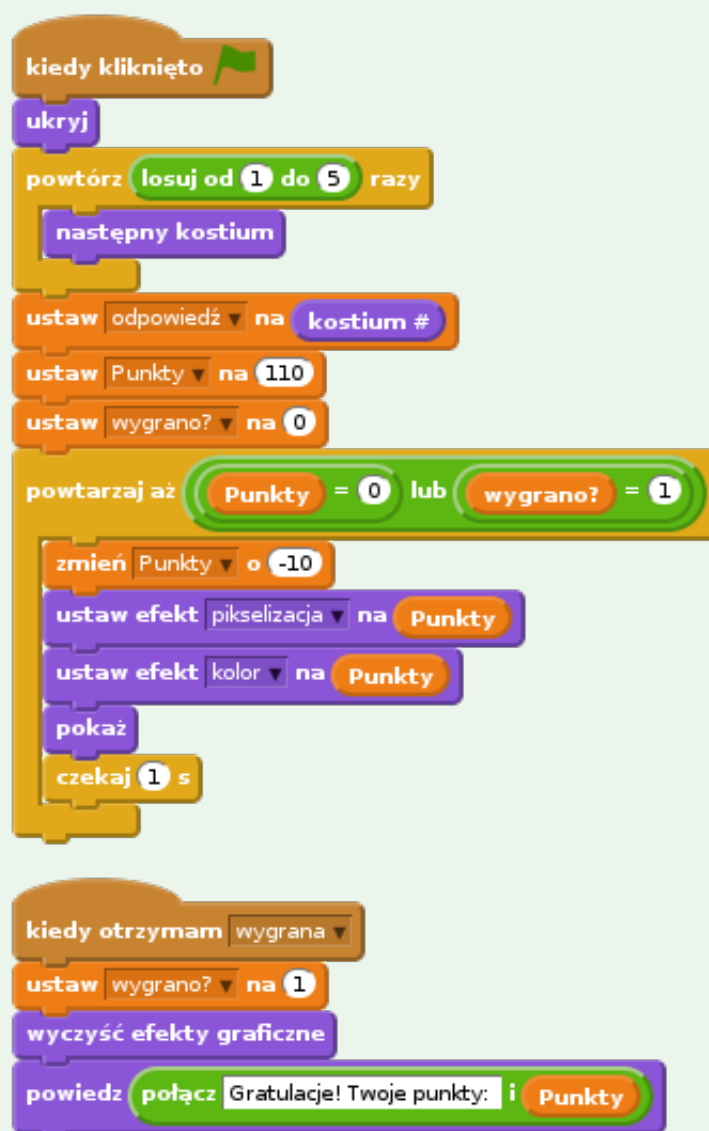 kiedy kliknięto
ukryj
powtórz losuj od 1 do 5 razy
następny kostium
ustaw odpowiedź na kostium #
ustaw Punkty na 110
ustaw wygrano? na 0
powtarzaj aż Punkty = 0 lub wygrano? = 1
zmień Punkty o -10
ustaw efekt pikselizacja na Punkty
ustaw efekt kolor na Punkty
pokaż
czekaj 1 s
kiedy otrzymam wygrana
ustaw wygrano? na 1
wyczyść efekty graficzne
powiedz połącz Gratulacje! Twoje punkty: i Punkty